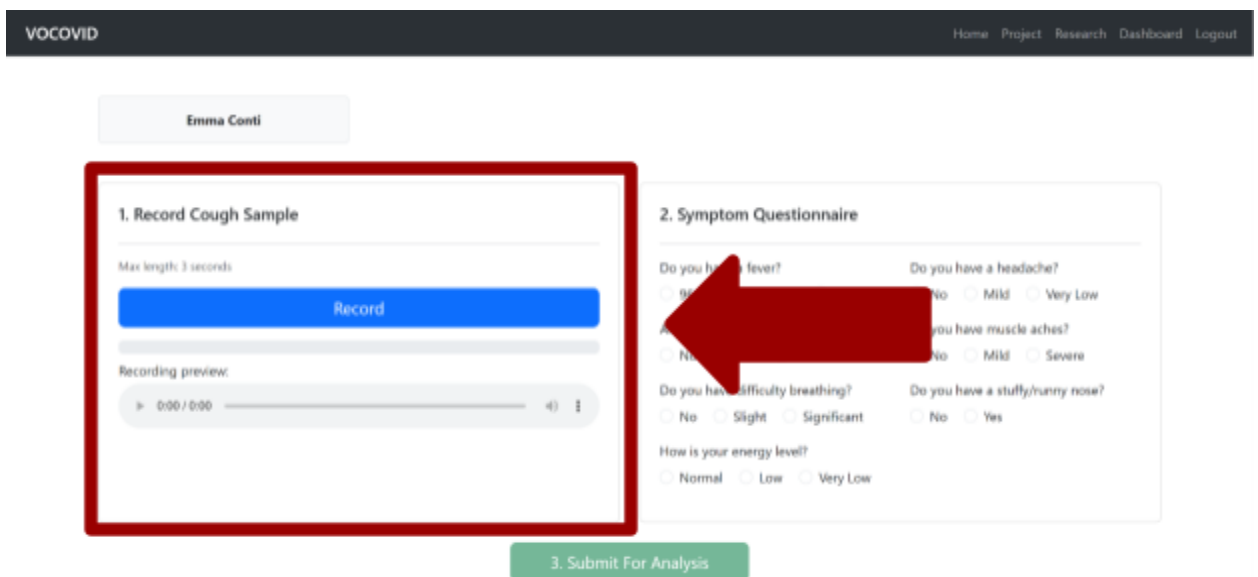 VOCOVID
Home Project Research Dashboard Logout
Emma Conti
1. Record Cough Sample
Max length: 3 seconds
Record
Recording preview:
0:00 / 0:00
2. Symptom Questionnaire
Do you have fever?
Do you have a headache?
No Mild Very Low
you have muscle aches?
No Mild Severe
Do you have difficulty breathing?
No Slight Significant
Do you have a stuffy/runny nose?
No Yes
How is your energy level?
Normal Low Very Low
3. Submit For Analysis